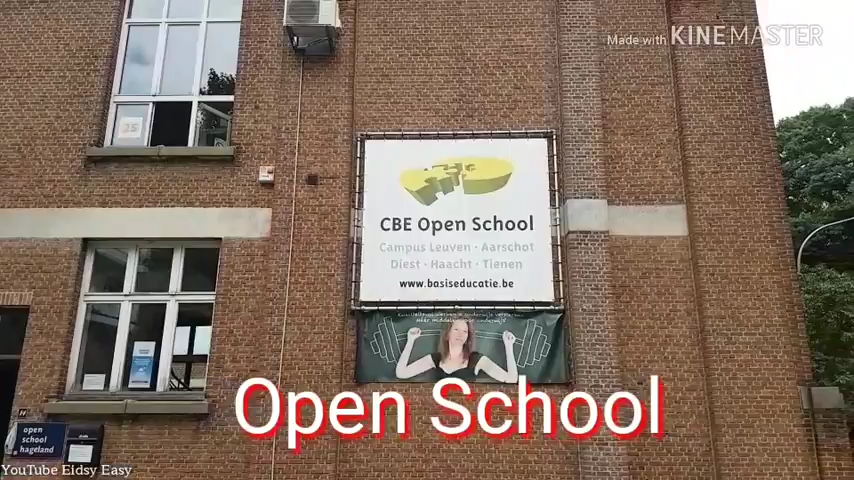 Made with KINEMASTER
25
CBE Open School
Campus Leuven · Aarschot
Diest · Haacht · Tienen
www.basiseducatie.be
Open School
open
school
hageland
YouTube Eidsy Easy